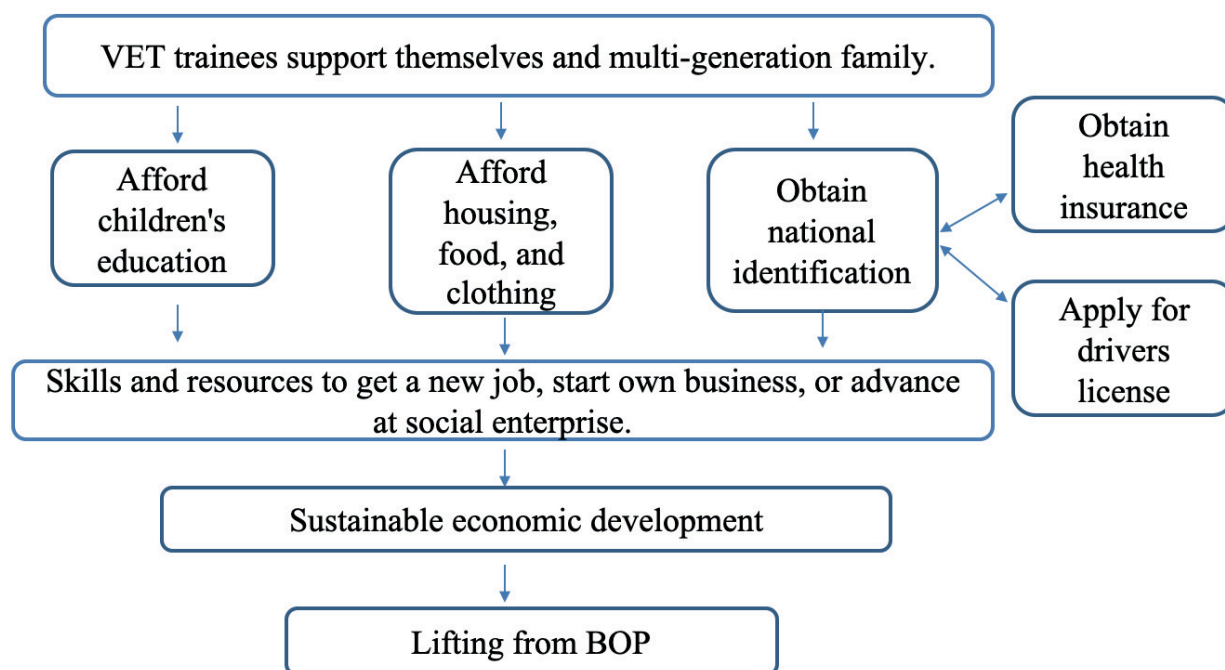 VET trainees support themselves and multi-generation family.
Afford
children's
education
Afford
housing,
food, and
clothing
Obtain
national
identification
Obtain
health
insurance
Apply for
drivers
license
Skills and resources to get a new job, start own business, or advance
at social enterprise.
Sustainable economic development
Lifting from BOP